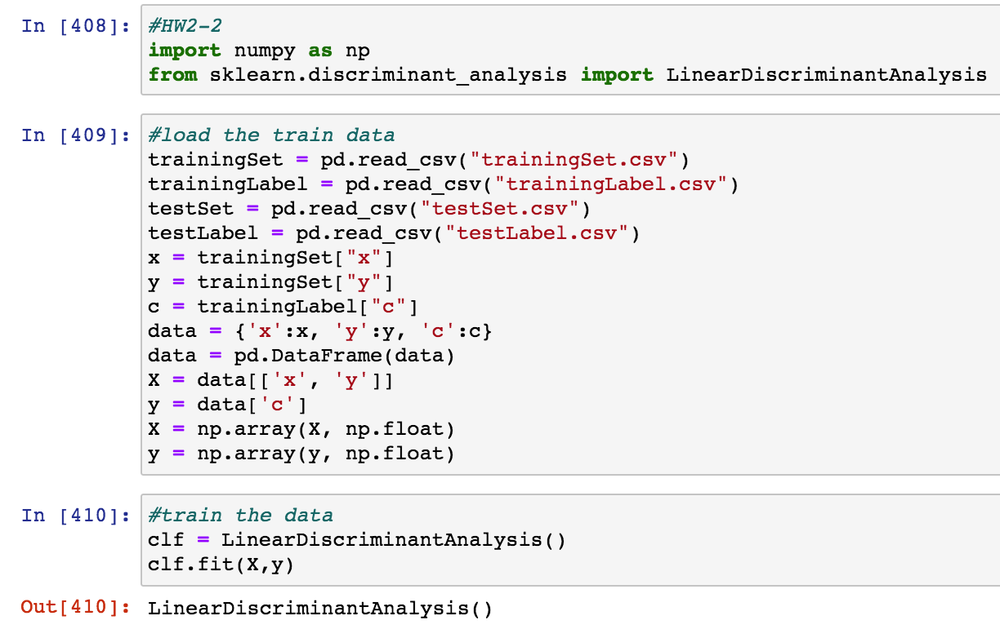 In [408]: #HW2-2
import numpy as np
from sklearn.discriminant_analysis import LinearDiscriminantAnalysis
In [409]: #load the train data
trainingSet = pd.read_csv("trainingSet.csv")
trainingLabel = pd.read_csv("trainingLabel.csv")
testSet = pd.read_csv("testSet.csv")
testLabel = pd.read_csv("testLabel.csv")
x = trainingSet["x"]
y = trainingSet["y"]
c = trainingLabel["c"]
data = {'x':x, 'y':y, 'c':c}
data = pd.DataFrame(data)
X = data[['x', 'y']]
y = data['c']
X = np.array(X, np.float)
y = np.array(y, np.float)
In [410]: #train the data
clf = LinearDiscriminantAnalysis()
clf.fit(X,y)
Out[410]: LinearDiscriminantAnalysis()